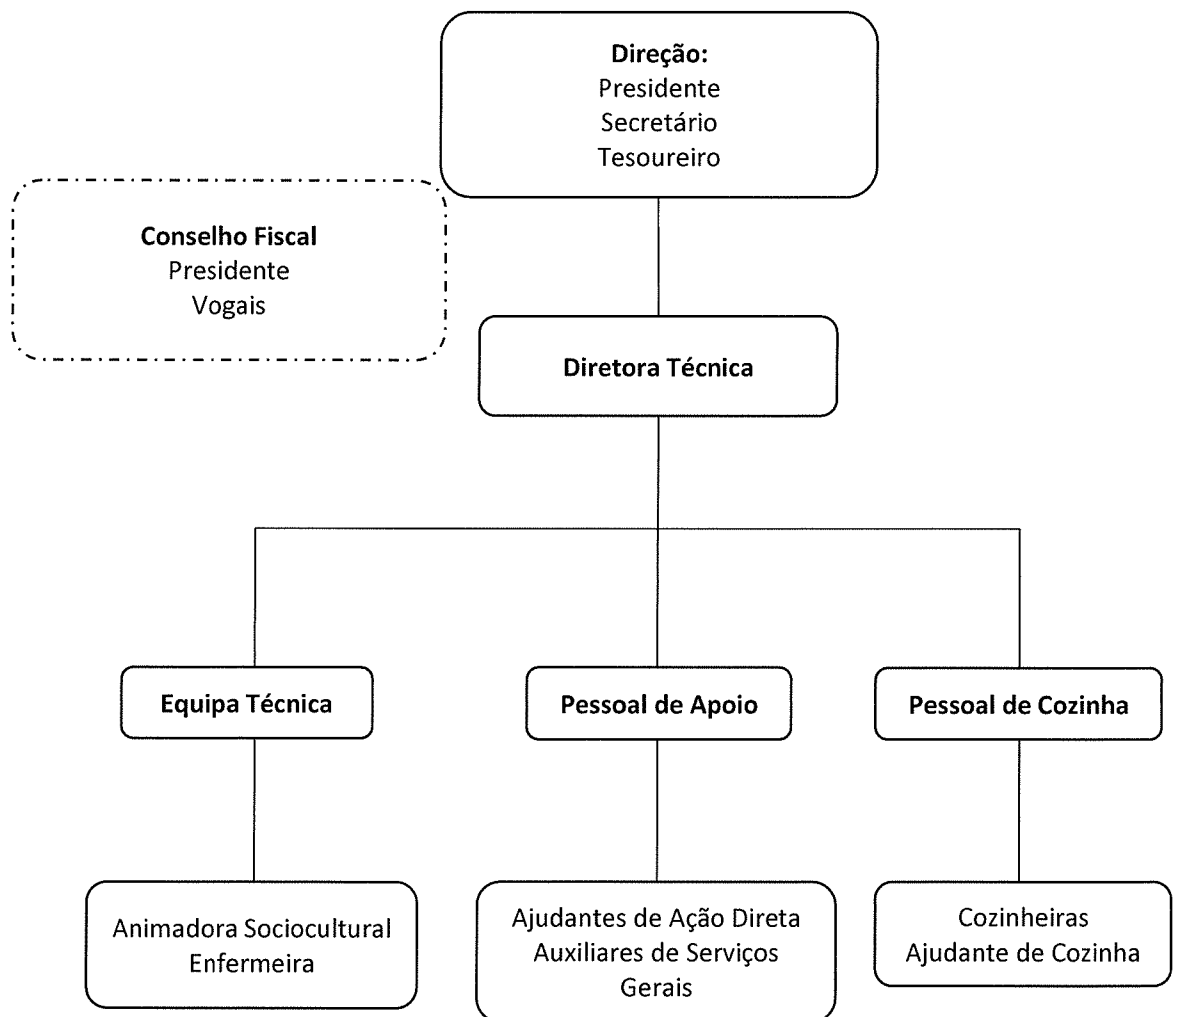 Direção:
Presidente
Secretário
Tesoureiro
Conselho Fiscal
Presidente
Vogais
Diretora Técnica
Equipa Técnica
Pessoal de Apoio
Pessoal de Cozinha
Animadora Sociocultural
Enfermeira
Ajudantes de Ação Direta
Auxiliares de Serviços
Gerais
Cozinheiras
Ajudante de Cozinha